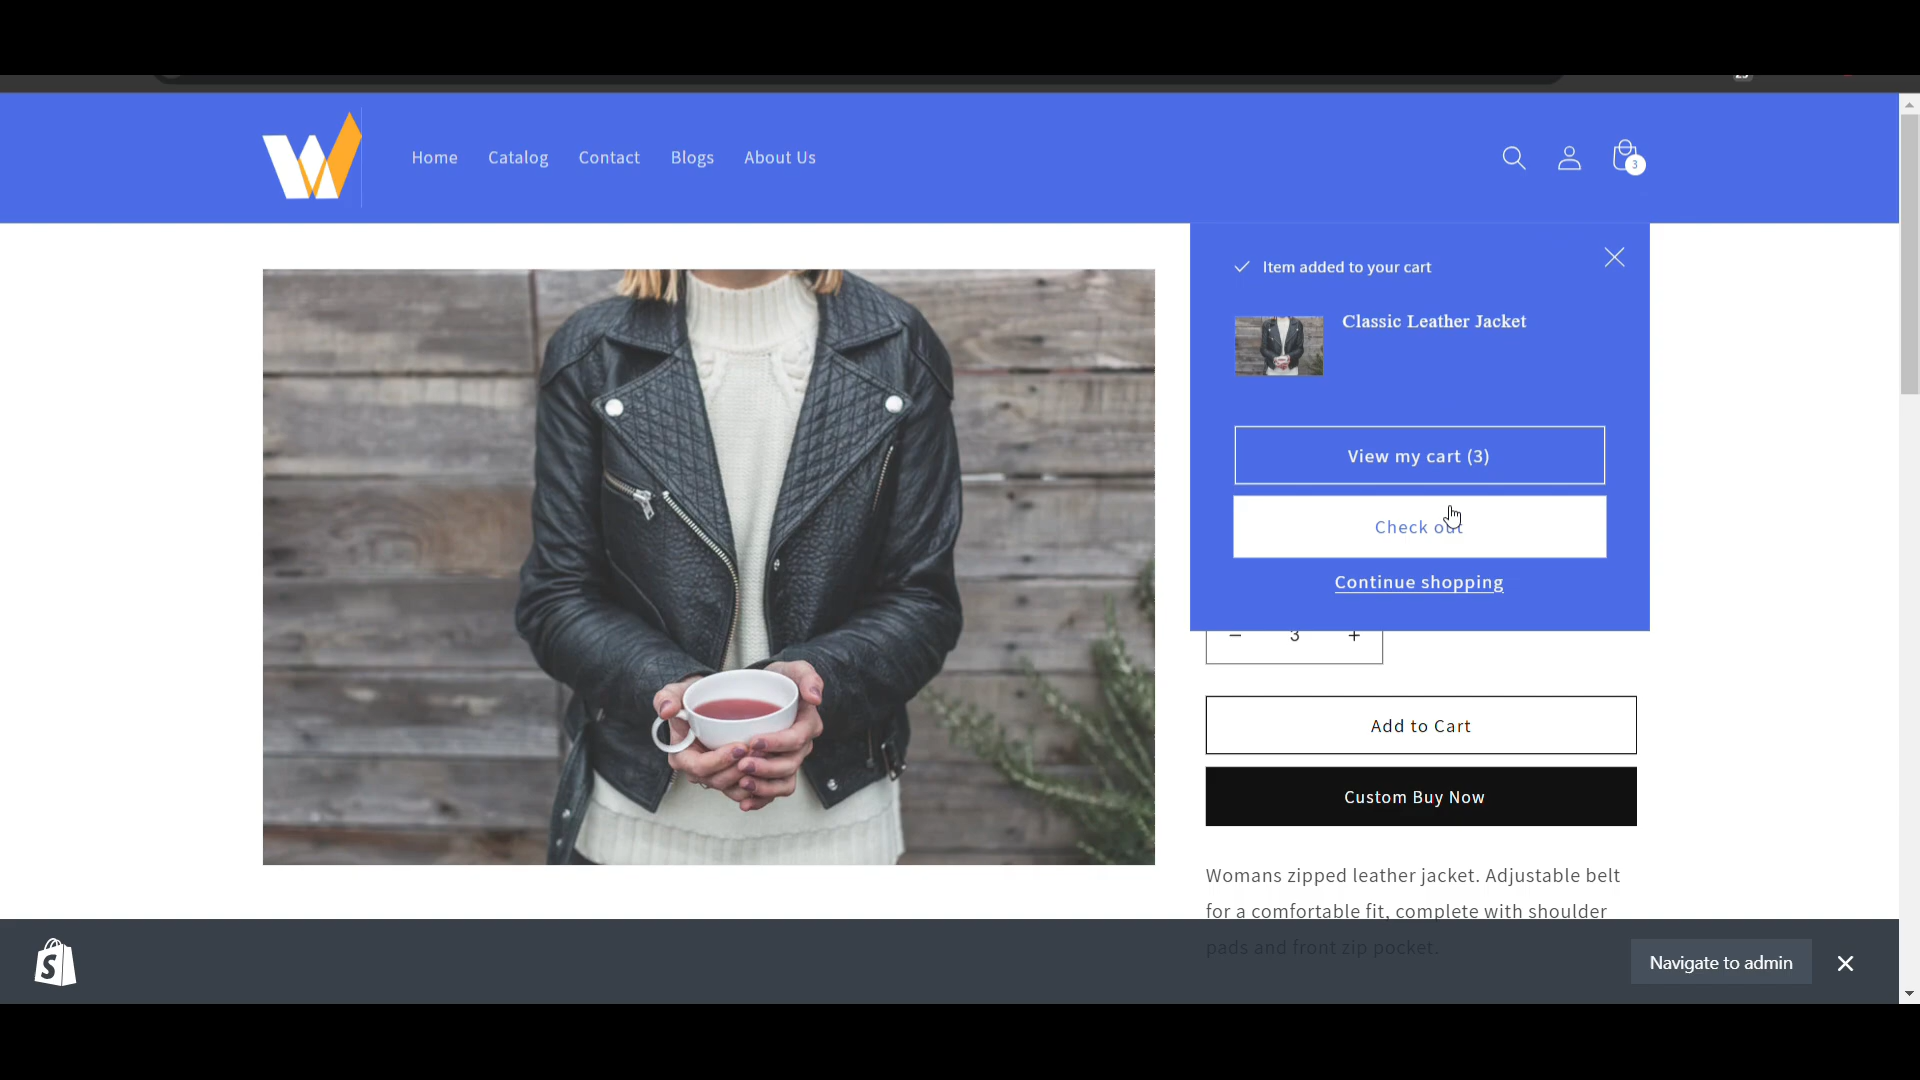 Home Catalog Contact Blogs About Us
3
Item added to your cart
Classic Leather Jacket
View my cart (3)
Check out
Continue shopping
− 3 +
Add to Cart
Custom Buy Now
Womans zipped leather jacket. Adjustable belt
for a comfortable fit, complete with shoulder
pads and front zip pocket.
Navigate to admin